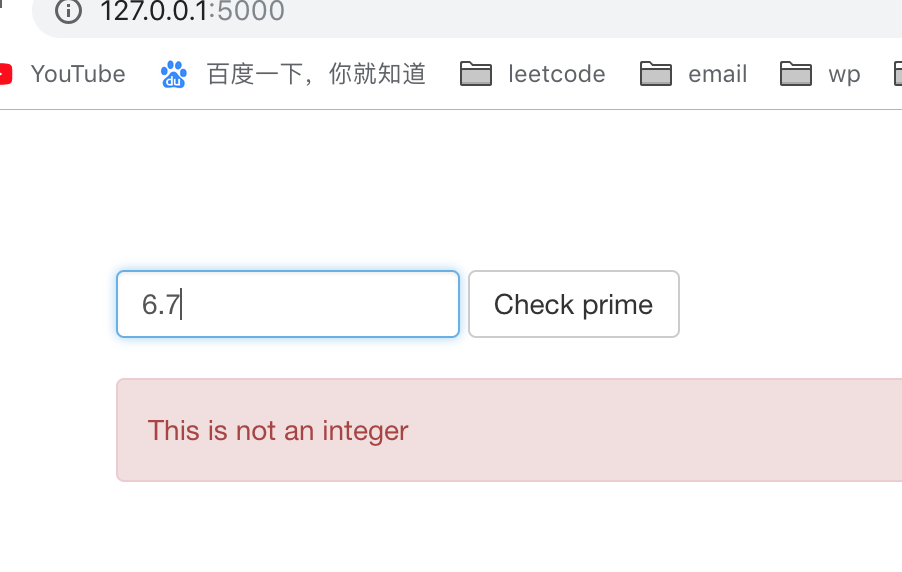 127.0.0.1:5000
YouTube 百度一下，你就知道 leetcode email wp
6.7 Check prime
This is not an integer